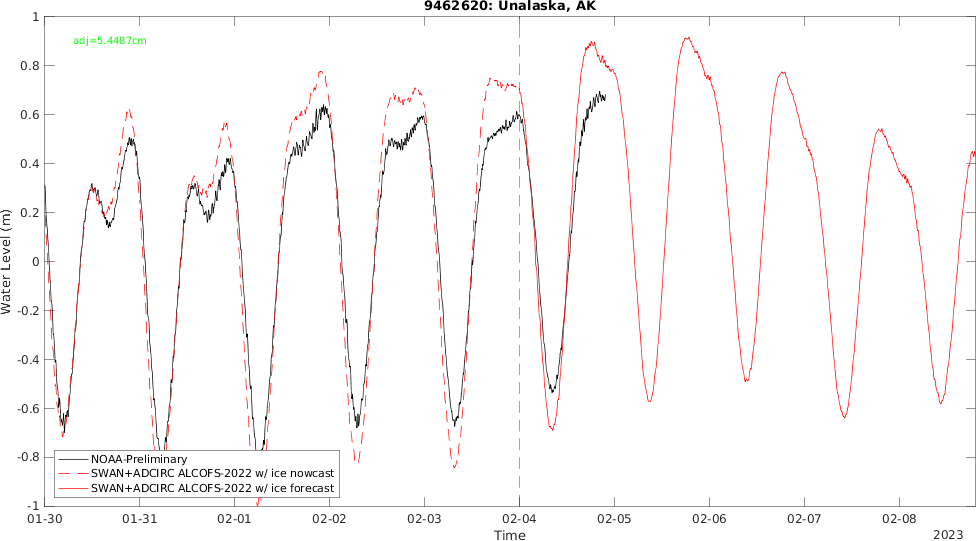 9462620: Unalaska, AK
adj=5.4487cm
Water Level (m)
1
0.8
0.6
0.4
0.2
0
-0.2
-0.4
-0.6
-0.8
-1
NOAA-Preliminary
SWAN+ADCIRC ALCOFS-2022 w/ ice nowcast
SWAN+ADCIRC ALCOFS-2022 w/ ice forecast
01-30 01-31 02-01 02-02 02-03 02-04 02-05 02-06 02-07 02-08
Time
2023